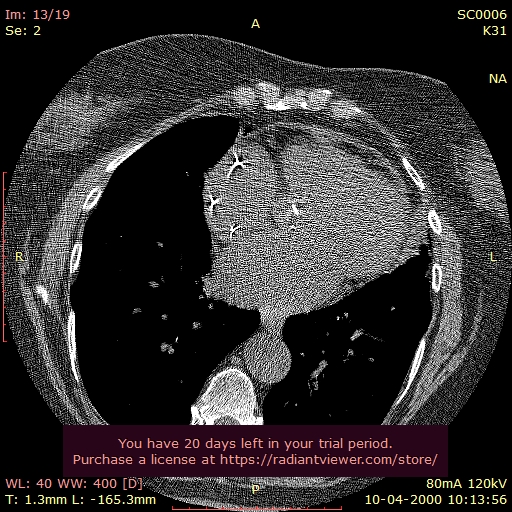 Im: 13/19
Se: 2
A
SC0006
K31
NA
R
L
You have 20 days left in your trial period.
Purchase a license at https://radiantviewer.com/store/
WL: 40 WW: 400 [D]
T: 1.3mm L: -165.3mm
P
80mA 120kV
10-04-2000 10:13:56